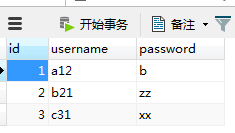 开始事务 备注
id username password
1 a12 b
2 b21 zz
3 c31 xx